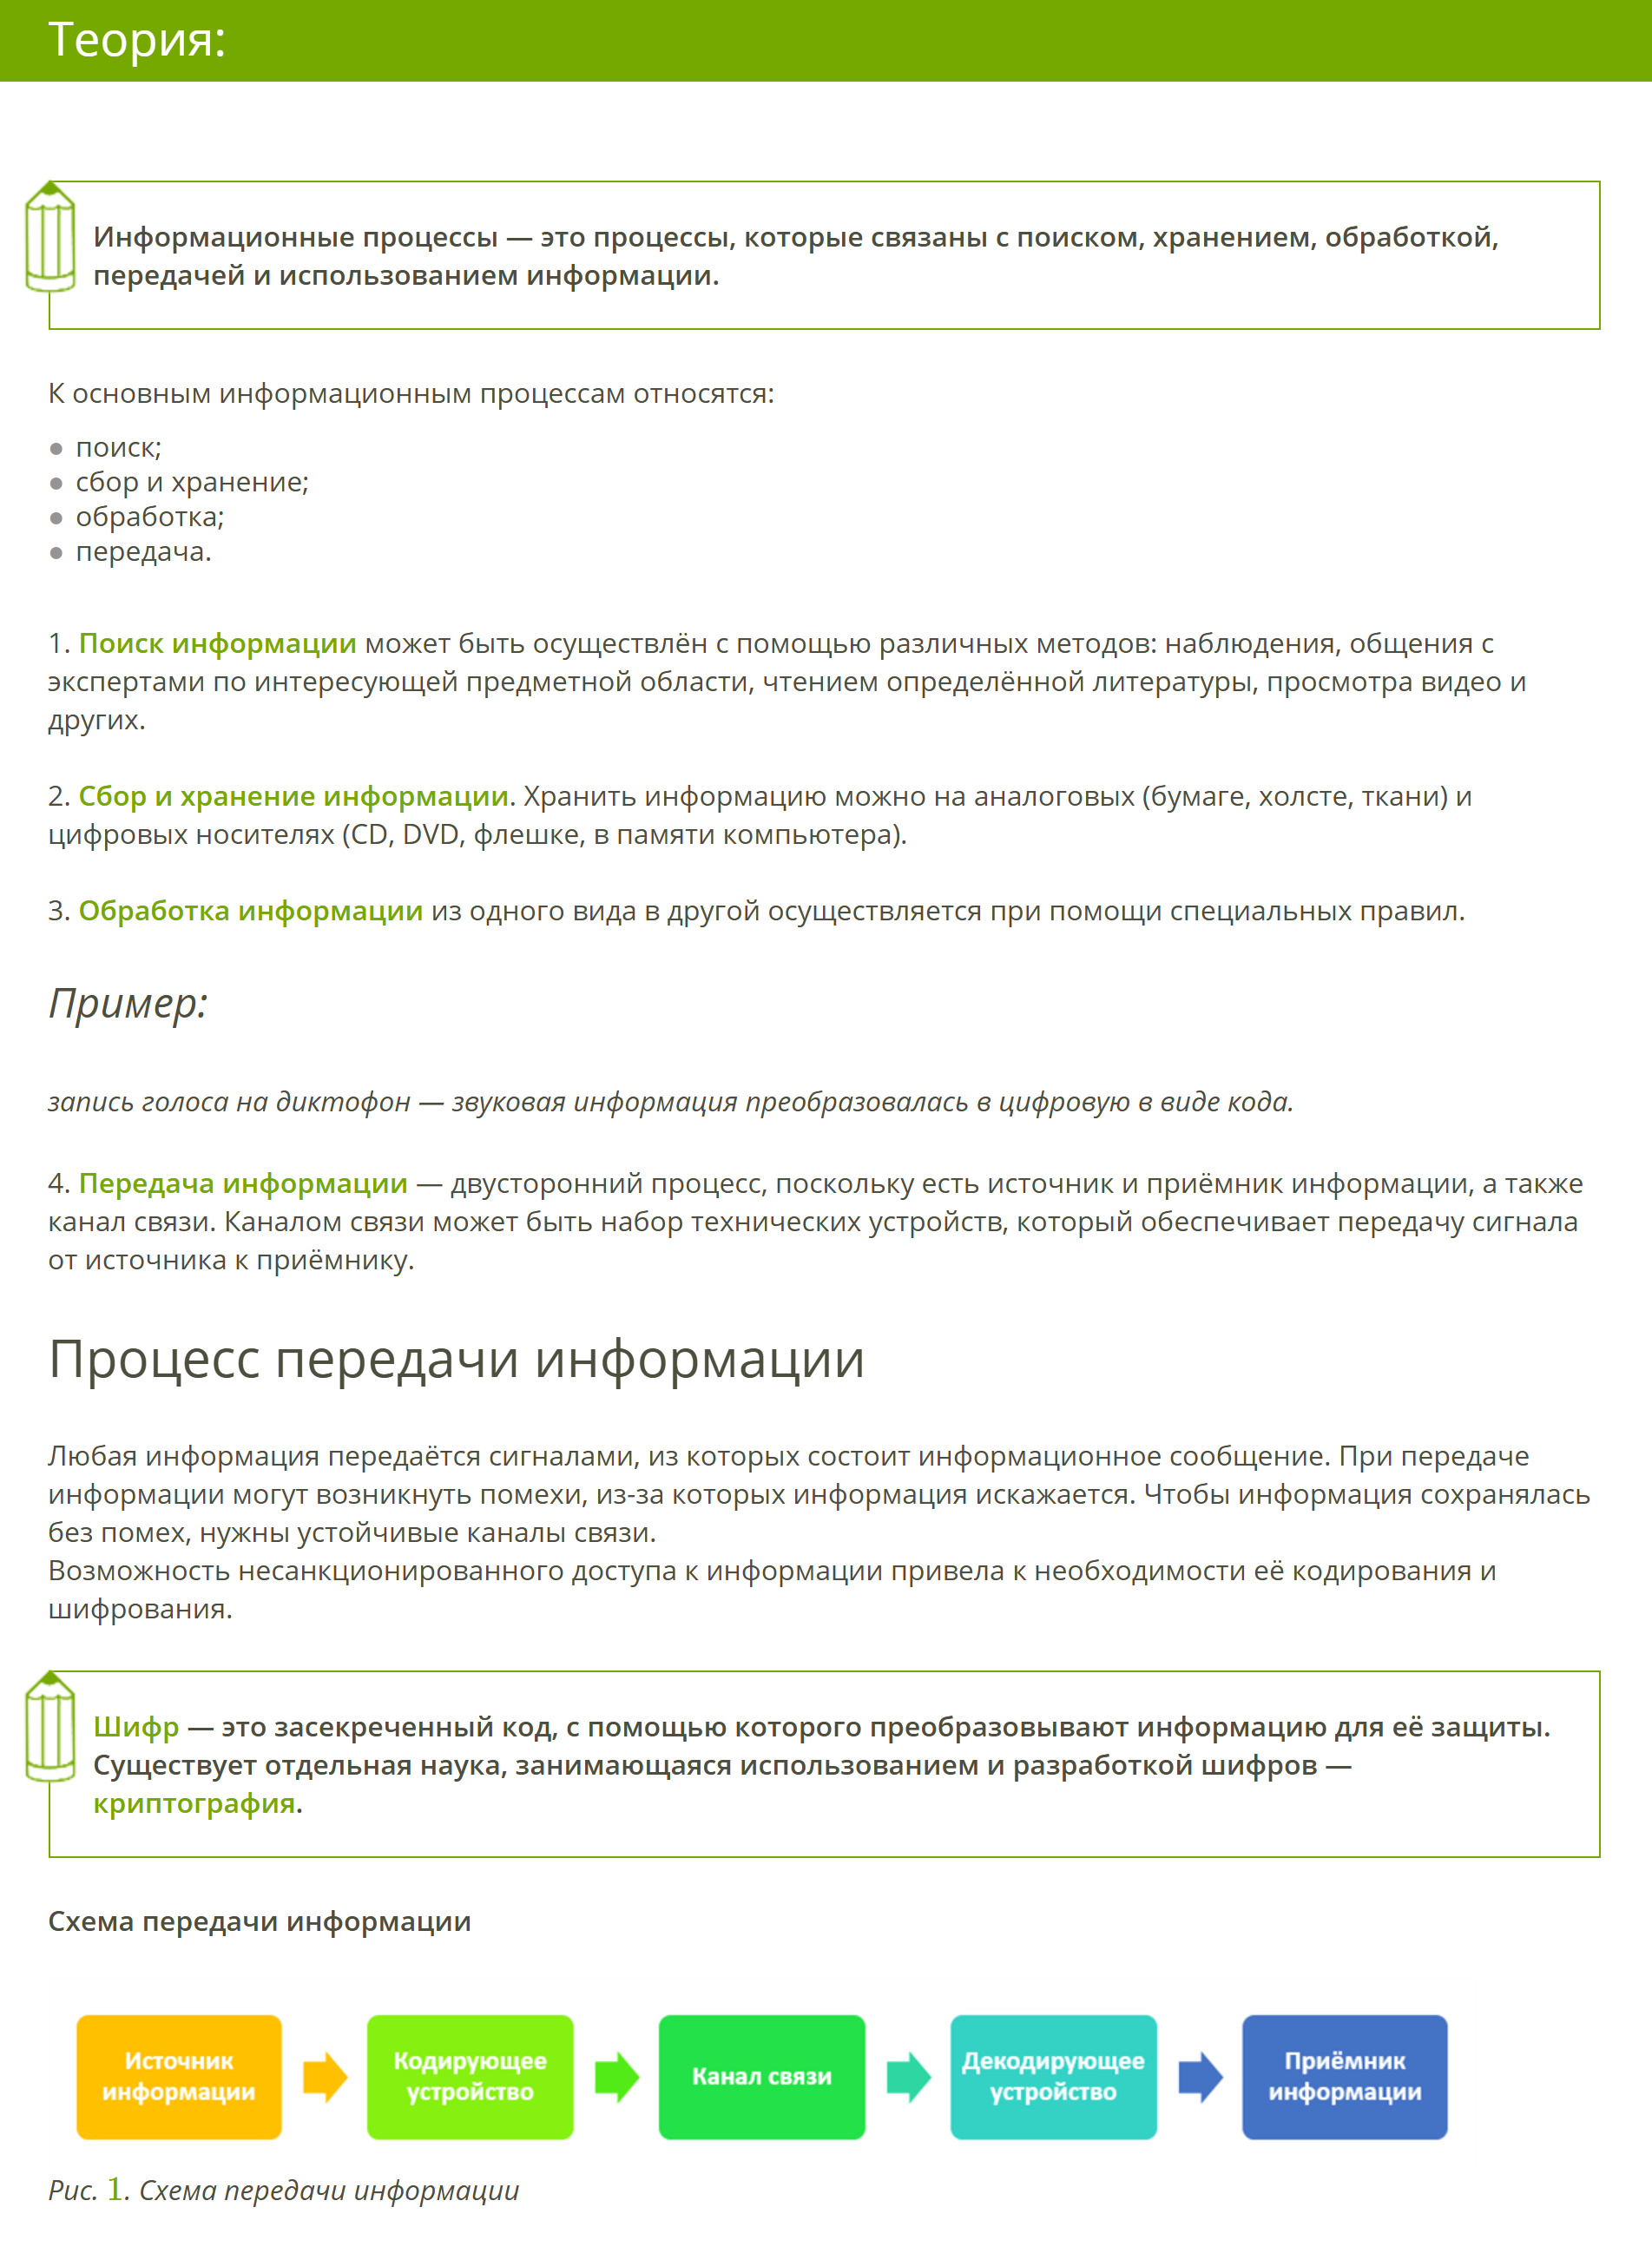 Теория:
Информационные процессы — это процессы, которые связаны с поиском, хранением, обработкой,
передачей и использованием информации.
К основным информационным процессам относятся:
● поиск;
● сбор и хранение;
● обработка;
● передача.
1. Поиск информации может быть осуществлён с помощью различных методов: наблюдения, общения с
экспертами по интересующей предметной области, чтением определённой литературы, просмотра видео и
других.
2. Сбор и хранение информации. Хранить информацию можно на аналоговых (бумаге, холсте, ткани) и
цифровых носителях (CD, DVD, флешке, в памяти компьютера).
3. Обработка информации из одного вида в другой осуществляется при помощи специальных правил.
Пример:
запись голоса на диктофон — звуковая информация преобразовалась в цифровую в виде кода.
4. Передача информации — двусторонний процесс, поскольку есть источник и приёмник информации, а также
канал связи. Каналом связи может быть набор технических устройств, который обеспечивает передачу сигнала
от источника к приёмнику.
Процесс передачи информации
Любая информация передаётся сигналами, из которых состоит информационное сообщение. При передаче
информации могут возникнуть помехи, из-за которых информация искажается. Чтобы информация сохранялась
без помех, нужны устойчивые каналы связи.
Возможность несанкционированного доступа к информации привела к необходимости её кодирования и
шифрования.
Шифр — это засекреченный код, с помощью которого преобразовывают информацию для её защиты.
Существует отдельная наука, занимающаяся использованием и разработкой шифров —
криптография.
Схема передачи информации
Источник
информации
Кодирующее
устройство
Канал связи
Декодирующее
устройство
Приёмник
информации
Рис. 1. Схема передачи информации